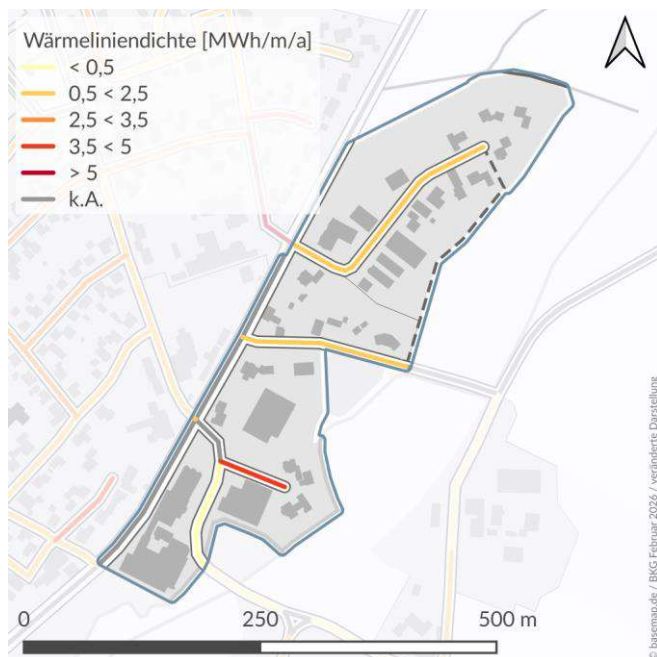 Wärmeliniendichte [MWh/m/a]
< 0,5
0,5 < 2,5
2,5 < 3,5
3,5 < 5
> 5
k.A.
© basemap.de / BKG Februar 2026 / veränderte Darstellung
0 250 500 m